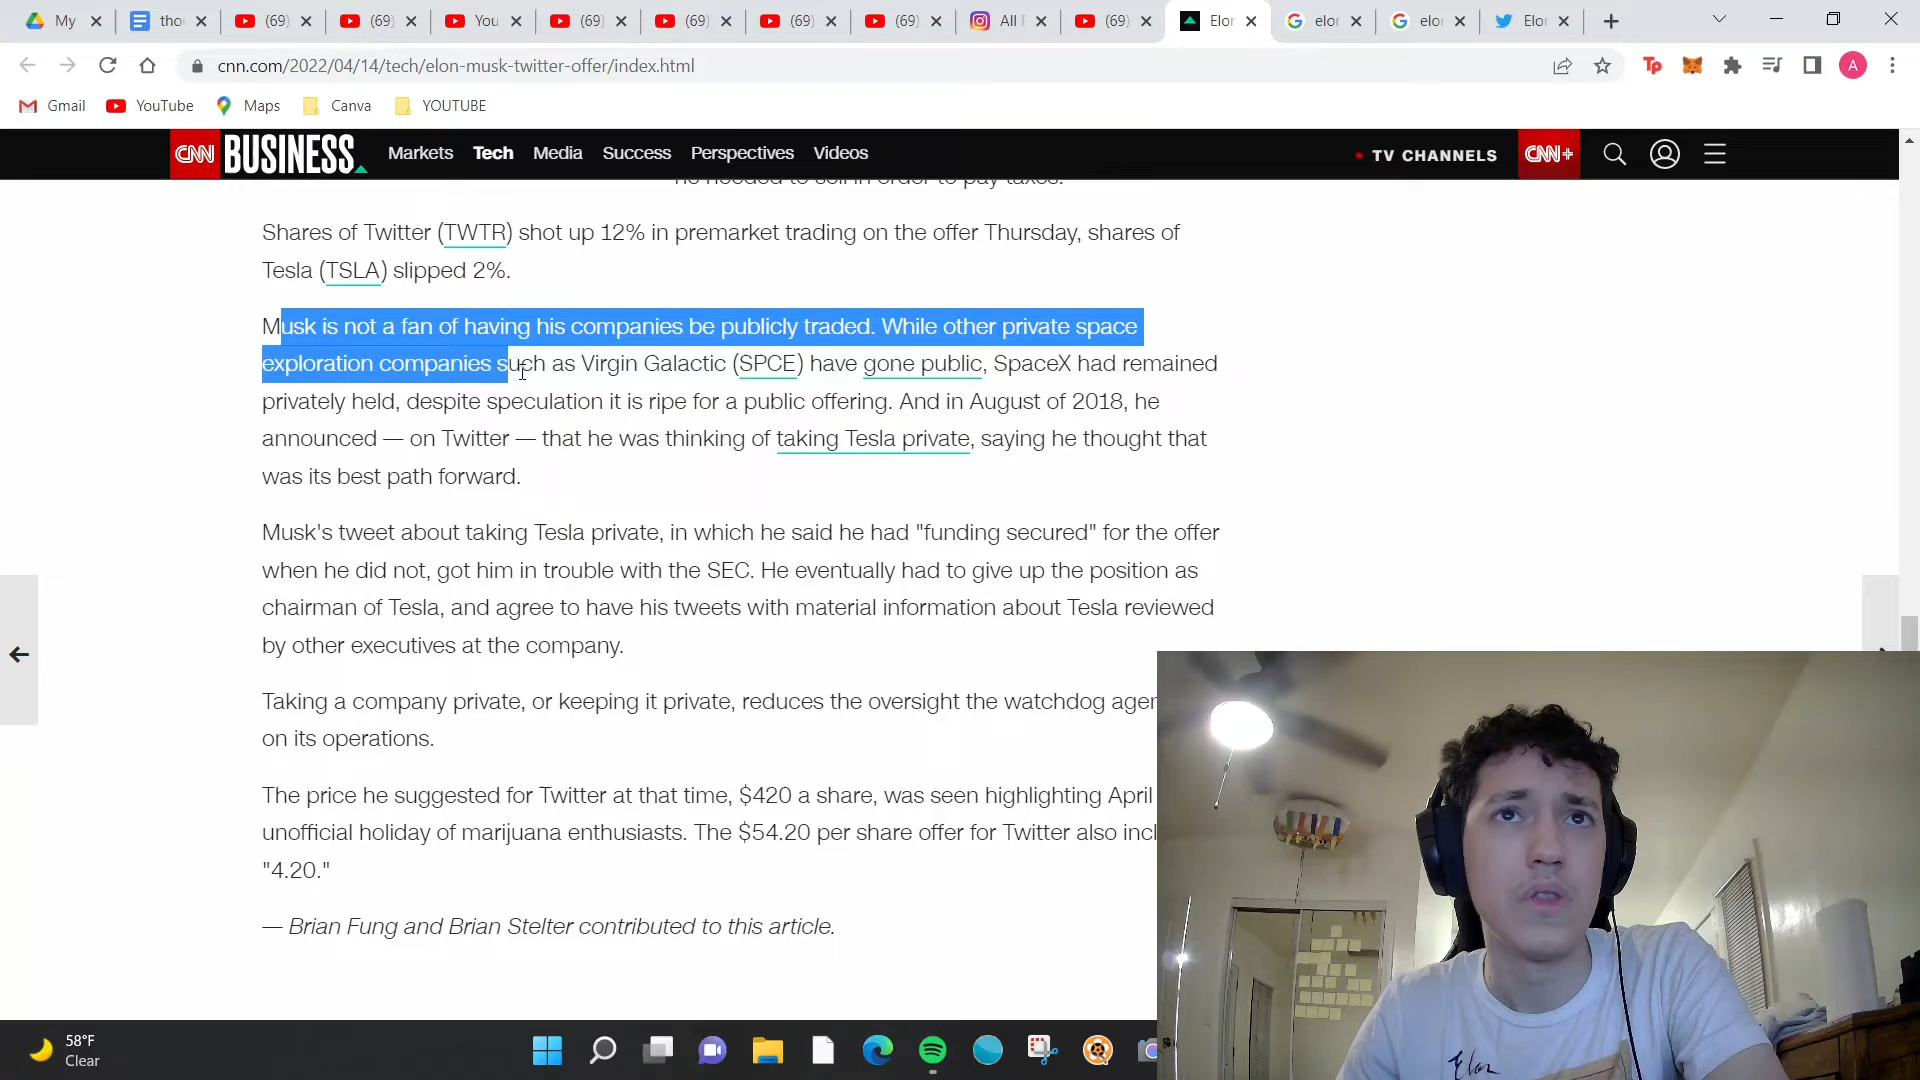 My
tho
(69)
(69)
You
(69)
(69)
(69)
(69)
All
(69)
Elon
elon
elon
Elon
cnn.com/2022/04/14/tech/elon-musk-twitter-offer/index.html
Tp
A
Gmail YouTube Maps Canva YOUTUBE
CNN BUSINESS Markets Tech Media Success Perspectives Videos TV CHANNELS CNN+
he needed to sell in order to pay taxes.
Shares of Twitter (TWTR) shot up 12% in premarket trading on the offer Thursday, shares of
Tesla (TSLA) slipped 2%.
Musk is not a fan of having his companies be publicly traded. While other private space
exploration companies such as Virgin Galactic (SPCE) have gone public, SpaceX had remained
privately held, despite speculation it is ripe for a public offering. And in August of 2018, he
announced — on Twitter — that he was thinking of taking Tesla private, saying he thought that
was its best path forward.
Musk's tweet about taking Tesla private, in which he said he had "funding secured" for the offer
when he did not, got him in trouble with the SEC. He eventually had to give up the position as
chairman of Tesla, and agree to have his tweets with material information about Tesla reviewed
by other executives at the company.
Taking a company private, or keeping it private, reduces the oversight the watchdog agen
on its operations.
The price he suggested for Twitter at that time, $420 a share, was seen highlighting April
unofficial holiday of marijuana enthusiasts. The $54.20 per share offer for Twitter also incl
"4.20."
— Brian Fung and Brian Stelter contributed to this article.
58°F
Clear
Elon